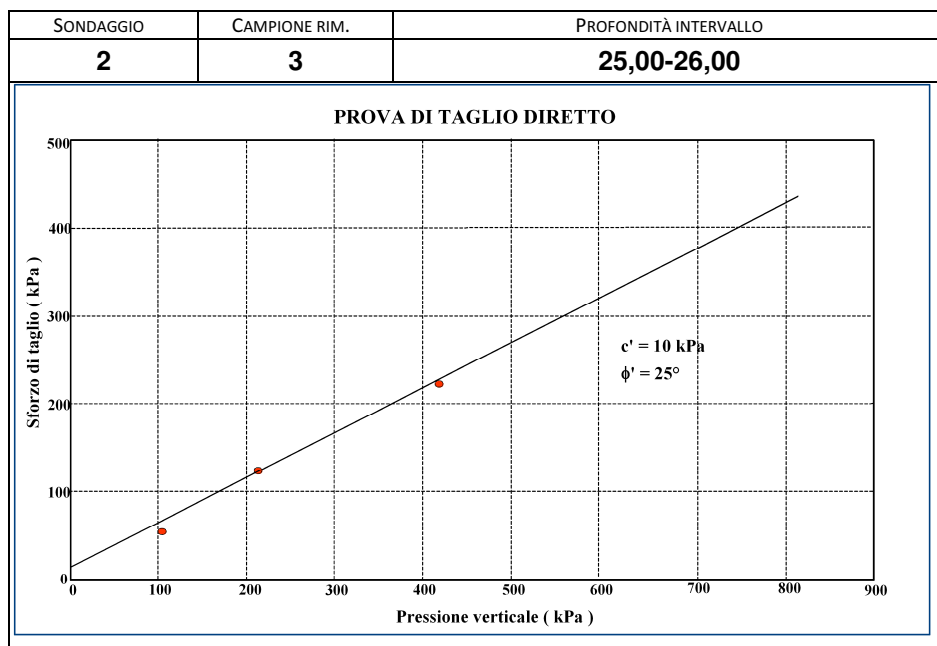 SONDAGGIO CAMPIONE RIM. PROFONDITÀ INTERVALLO
2 3 25,00-26,00
PROVA DI TAGLIO DIRETTO
500
400
300
200
100
0
Sforzo di taglio ( kPa )
c' = 10 kPa
ϕ' = 25°
0 100 200 300 400 500 600 700 800 900
Pressione verticale ( kPa )